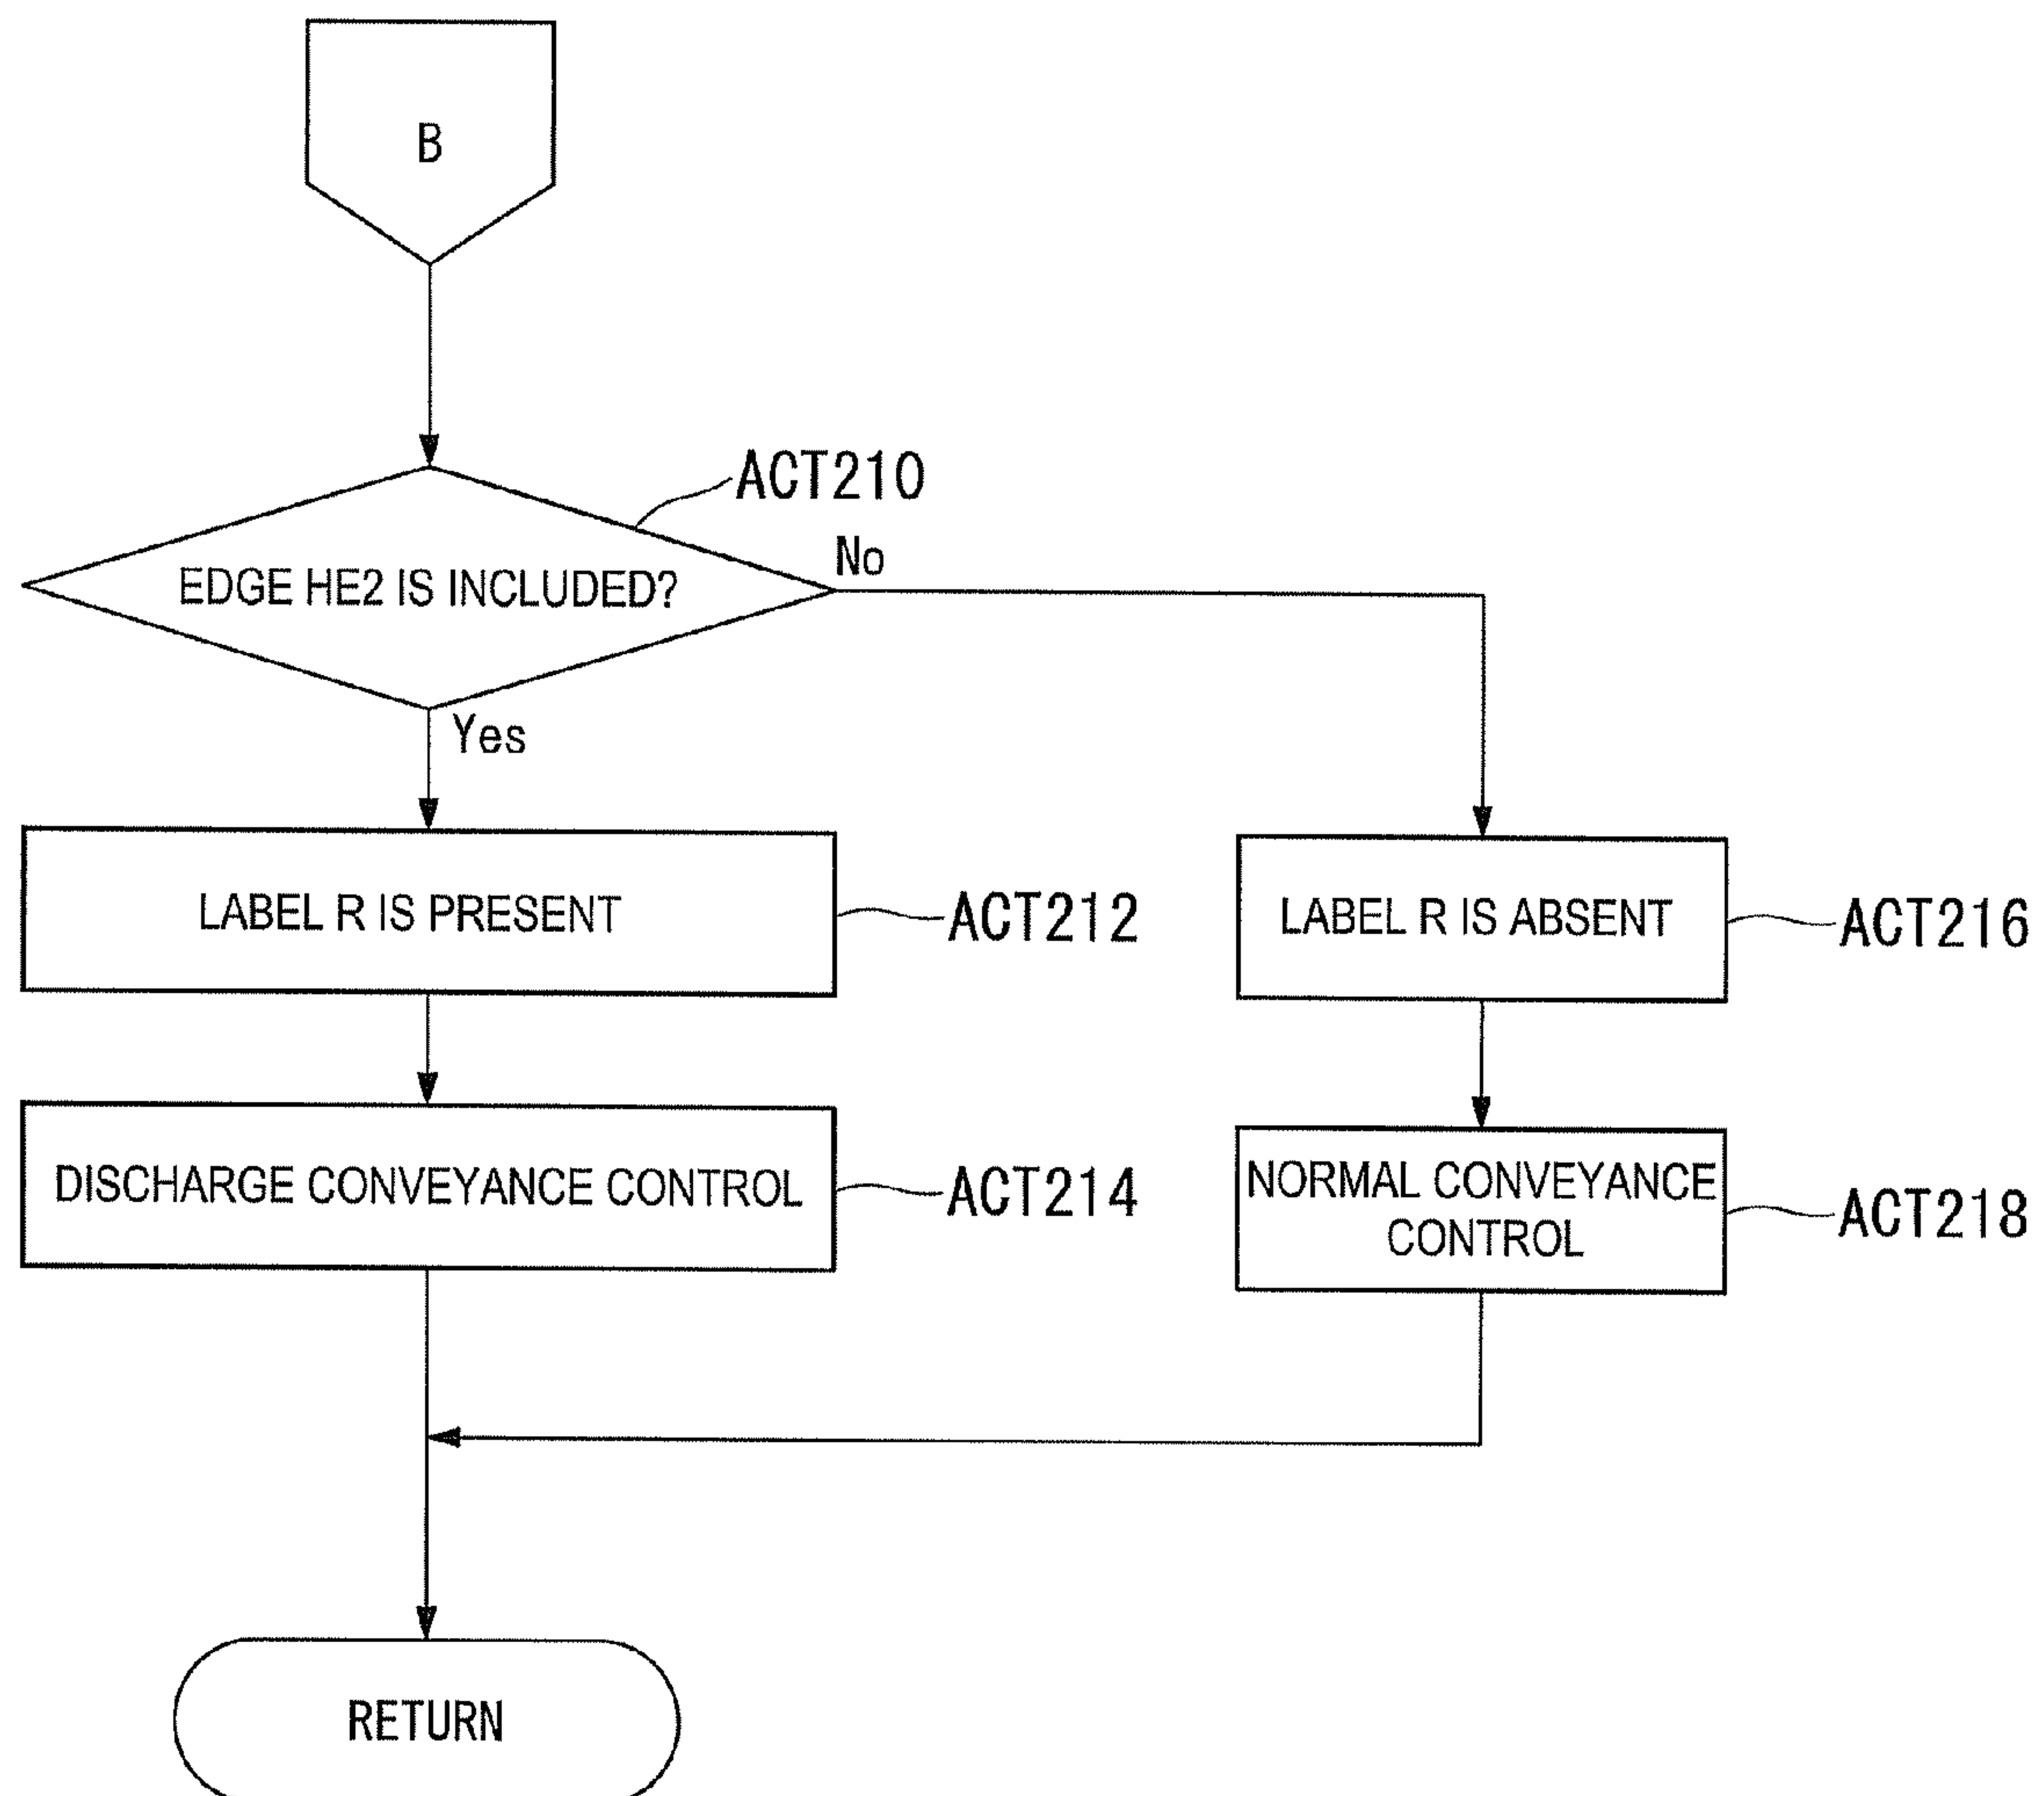 B
ACT210
EDGE HE2 IS INCLUDED?
No
Yes
LABEL R IS PRESENT
ACT212
LABEL R IS ABSENT
ACT216
DISCHARGE CONVEYANCE CONTROL
ACT214
NORMAL CONVEYANCE
CONTROL
ACT218
RETURN